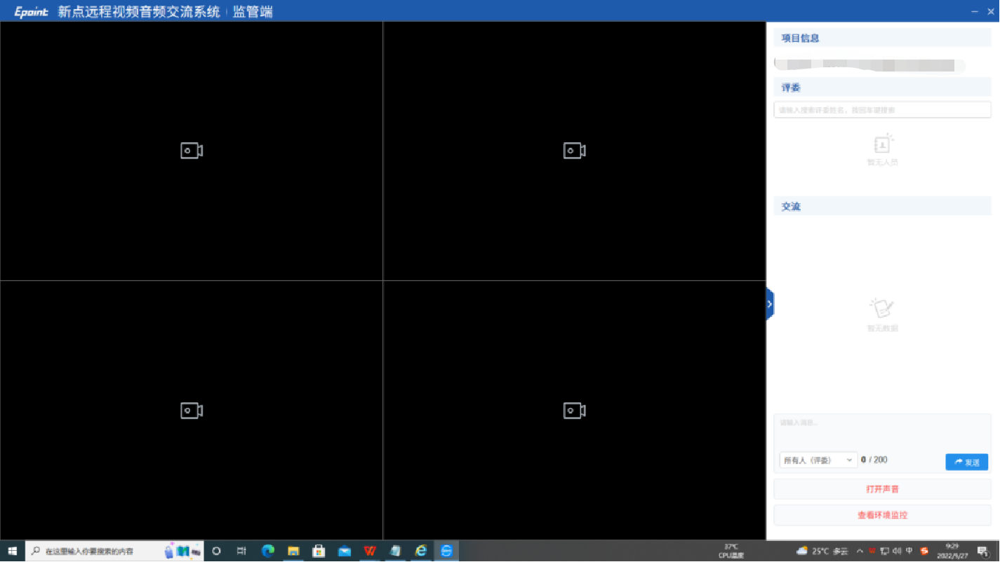 Epoint 新点远程视频音频交流系统 | 监管端
项目信息
评委
请输入搜索评委姓名，按回车键搜索
暂无人员
交流
暂无数据
请输入消息...
所有人（评委） 0 / 200
发送
打开声音
查看环境监控
在这里输入你要搜索的内容
37℃
CPU温度
25°C 多云
中
9:29
2022/5/27